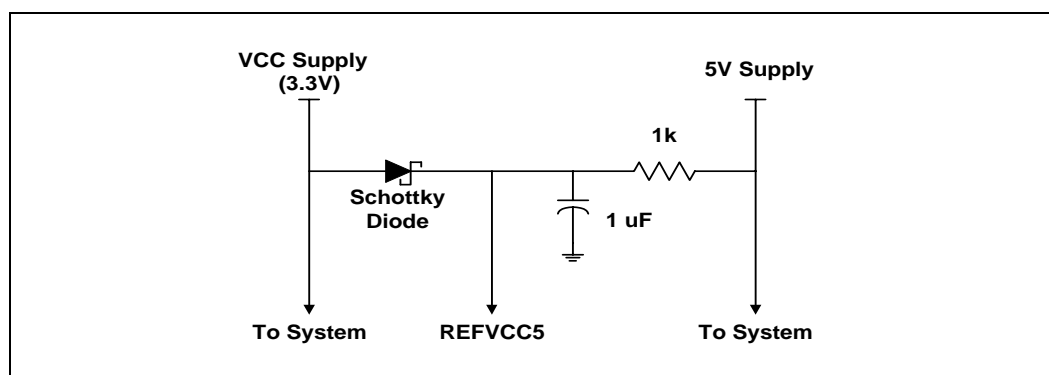 VCC Supply
(3.3V)
5V Supply
1k
Schottky
Diode
1 uF
To System
REFVCC5
To System